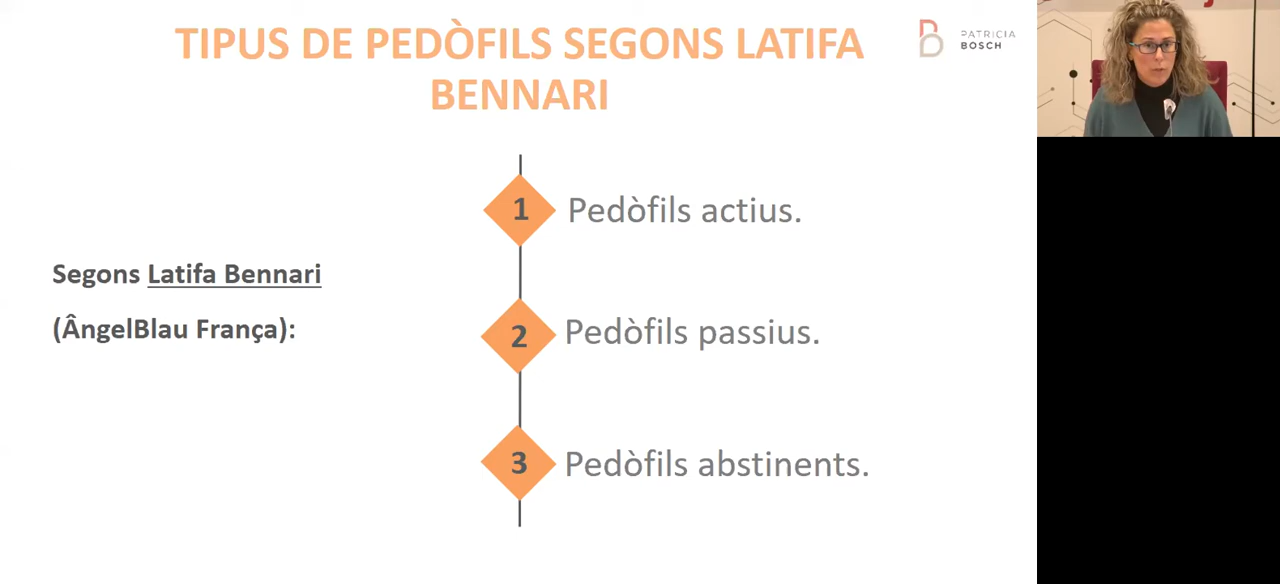 TIPUS DE PEDÒFILS SEGONS LATIFA
BENNARI
PATRICIA
BOSCH
1
Pedòfils actius.
Segons Latifa Bennari
(ÂngelBlau França):
2
Pedòfils passius.
3
Pedòfils abstinents.